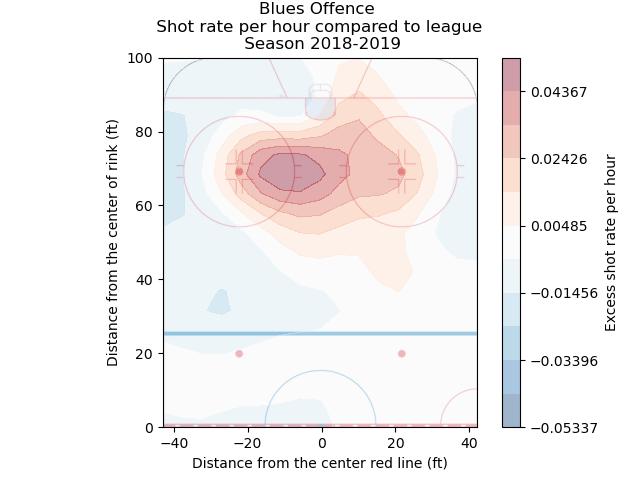 Blues Offence
Shot rate per hour compared to league
Season 2018-2019
100
80
60
40
20
0
−40
−20
0
20
40
Distance from the center of rink (ft)
Distance from the center red line (ft)
0.04367
0.02426
0.00485
−0.01456
−0.03396
−0.05337
Excess shot rate per hour